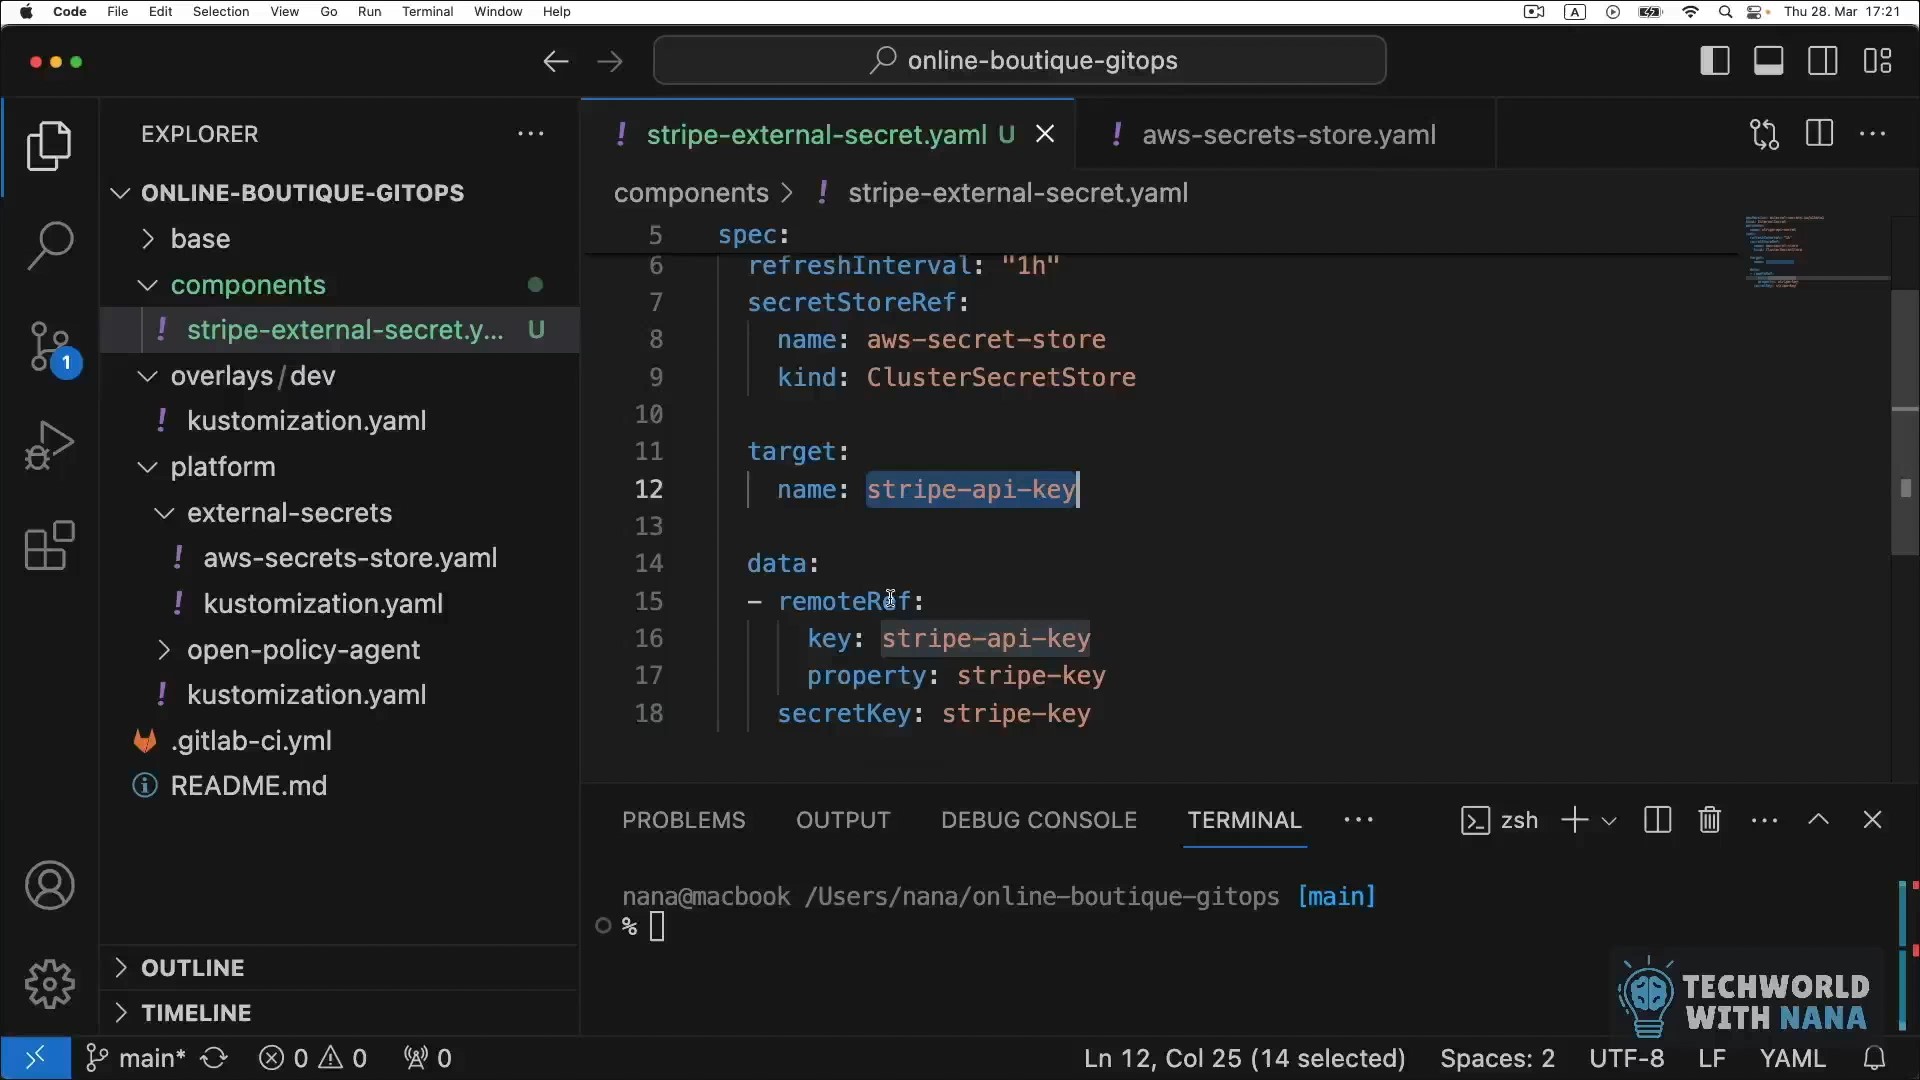 Code File Edit Selection View Go Run Terminal Window Help A Thu 28. Mar 17:21
online-boutique-gitops
EXPLORER
ONLINE-BOUTIQUE-GITOPS
base
components
stripe-external-secret.y... U
overlays / dev
kustomization.yaml
platform
external-secrets
aws-secrets-store.yaml
kustomization.yaml
open-policy-agent
kustomization.yaml
.gitlab-ci.yml
README.md
OUTLINE
TIMELINE
1
! stripe-external-secret.yaml U
! aws-secrets-store.yaml
components > ! stripe-external-secret.yaml
5 spec:
6 refreshInterval: "1h"
7 secretStoreRef:
8 name: aws-secret-store
9 kind: ClusterSecretStore
10
11 target:
12 name: stripe-api-key
13
14 data:
15 - remoteRef:
16 key: stripe-api-key
17 property: stripe-key
18 secretKey: stripe-key
PROBLEMS OUTPUT DEBUG CONSOLE TERMINAL ... zsh
nana@macbook /Users/nana/online-boutique-gitops [main]
%
TECHWORLD
WITH NANA
main* 0 0 0 Ln 12, Col 25 (14 selected) Spaces: 2 UTF-8 LF YAML